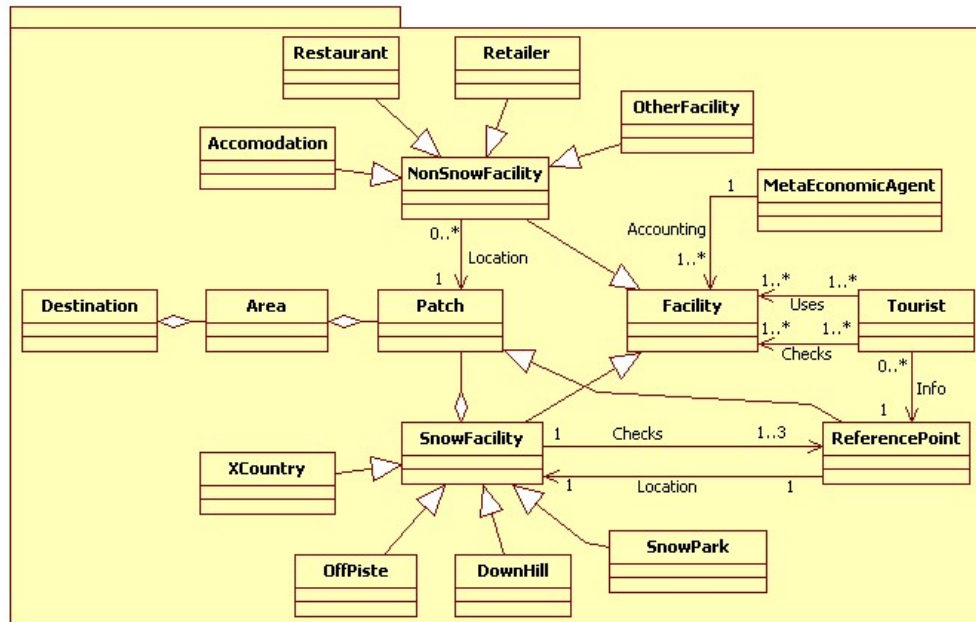 Restaurant
Retailer
OtherFacility
Accomodation
NonSnowFacility
MetaEconomicAgent
1
0..*
Location
1
Accounting
1..*
Destination
Area
Patch
Facility
1..*
1..*
Uses
Tourist
1..*
1..*
Checks
0..*
Info
1
SnowFacility
1
Checks
1..3
ReferencePoint
1
Location
1
XCountry
OffPiste
DownHill
SnowPark